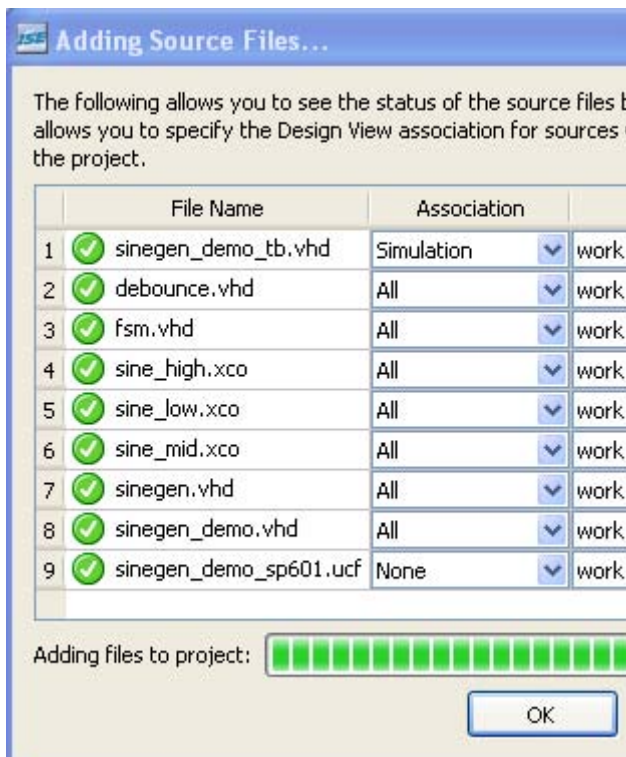 ISE Adding Source Files...
The following allows you to see the status of the source files
allows you to specify the Design View association for sources
the project.
File Name Association
1 sinegen_demo_tb.vhd Simulation work
2 debounce.vhd All work
3 fsm.vhd All work
4 sine_high.xco All work
5 sine_low.xco All work
6 sine_mid.xco All work
7 sinegen.vhd All work
8 sinegen_demo.vhd All work
9 sinegen_demo_sp601.ucf None work
Adding files to project:
OK